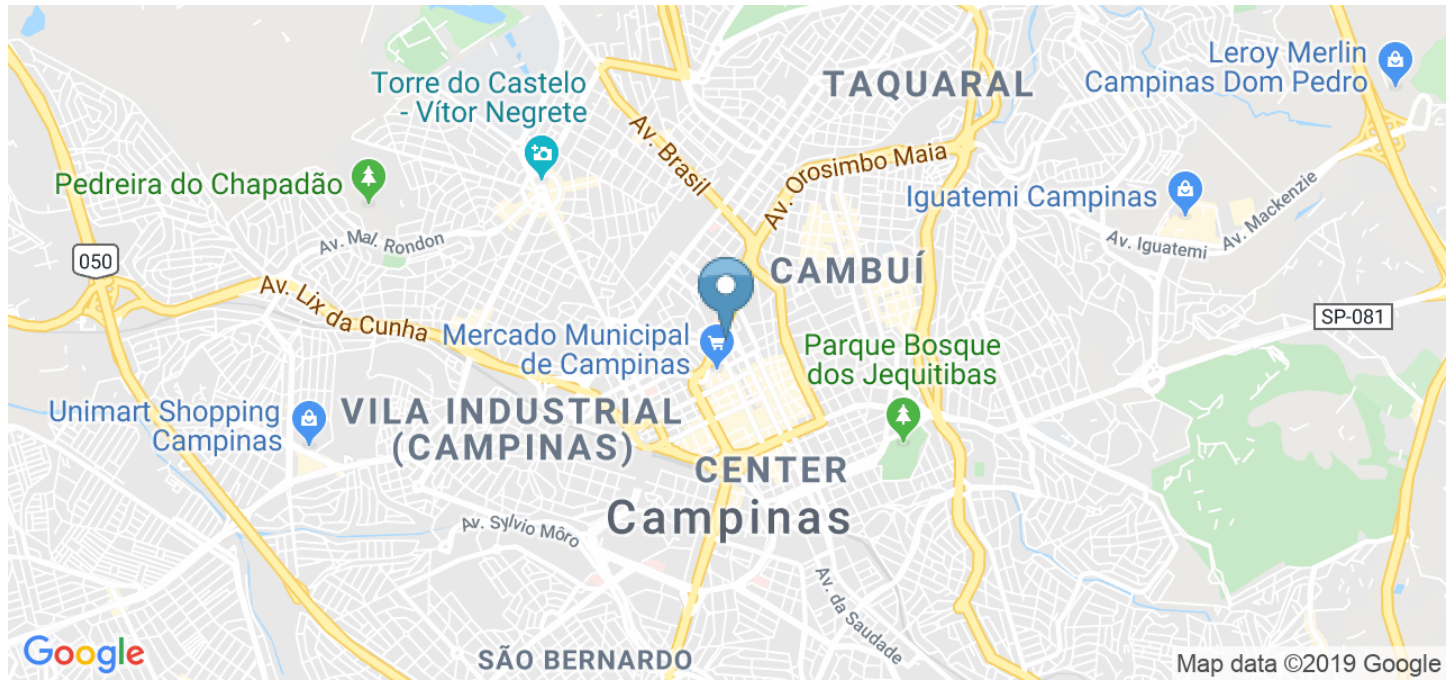 Leroy Merlin
Campinas Dom Pedro
TAQUARAL
Torre do Castelo
- Vítor Negrete
Av. Brasil
Av. Orosimbo Maia
Pedreira do Chapadão
Iguatemi Campinas
Av. Mackenzie
Av. Mal. Rondon
Av. Iguatemi
050
CAMBUÍ
Av. Lix da Cunha
SP-081
Mercado Municipal
de Campinas
Parque Bosque
dos Jequitibas
Unimart Shopping
Campinas
VILA INDUSTRIAL
(CAMPINAS)
CENTER
Campinas
Av. Sylvio Môro
Av. da Saudade
SÃO BERNARDO
Google
Map data ©2019 Google